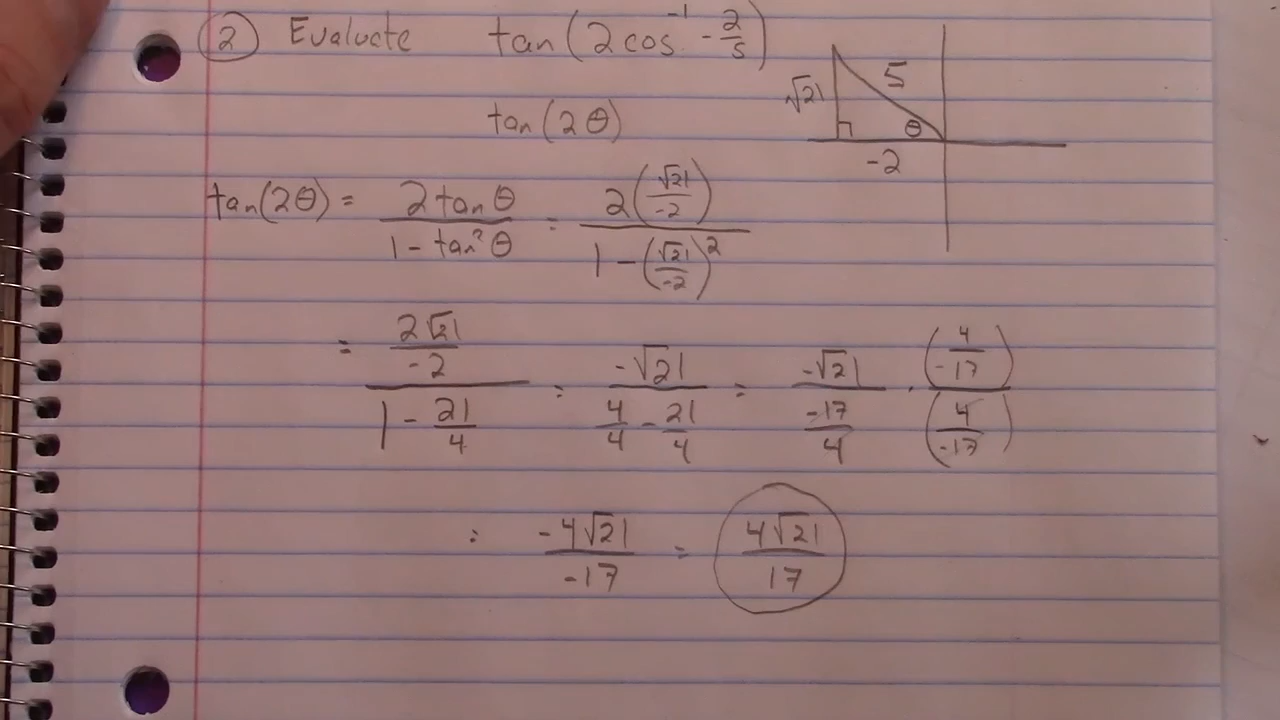 ② Evaluate tan(2cos⁻¹ -2/5)
√21 5 θ -2
tan(2θ)
tan(2θ) = 2tanθ/1-tan²θ = 2(√21/-2)/1-(√21/-2)²
= 2√21/-2/1-21/4 = -√21/4/4-21/4 = -√21/-17/4 · (4/-17)/(4/-17)
= -4√21/-17 = 4√21/17